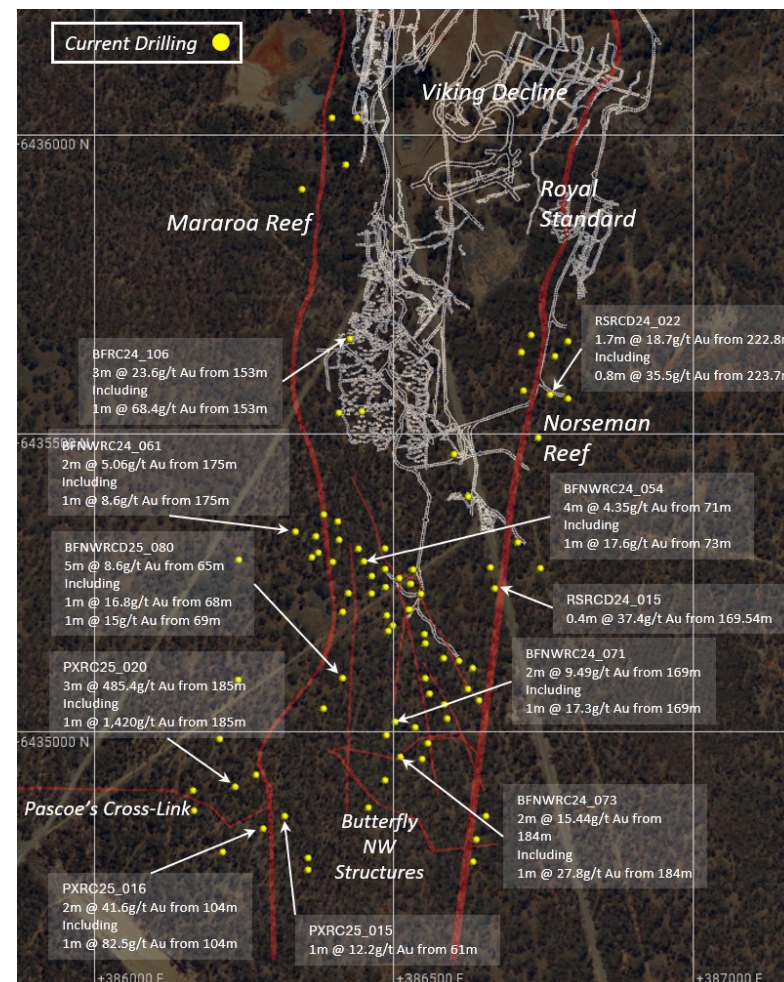 Current Drilling
Viking Decline
6436000 N
Royal
Standard
Mararoa Reef
RSRCD24_022
1.7m @ 18.7g/t Au from 222.8
Including
0.8m @ 35.5g/t Au from 223.7
BFRC24_106
3m @ 23.6g/t Au from 153m
Including
1m @ 68.4g/t Au from 153m
Norseman
Reef
6435500 N
BFNWRC24_061
2m @ 5.06g/t Au from 175m
Including
1m @ 8.6g/t Au from 175m
BFNWRC24_054
4m @ 4.35g/t Au from 71m
Including
1m @ 17.6g/t Au from 73m
BFNWRCD25_080
5m @ 8.6g/t Au from 65m
Including
1m @ 16.8g/t Au from 68m
1m @ 15g/t Au from 69m
RSRCD24_015
0.4m @ 37.4g/t Au from 169.54m
BFNWRC24_071
2m @ 9.49g/t Au from 169m
Including
1m @ 17.3g/t Au from 169m
PXRC25_020
3m @ 485.4g/t Au from 185m
Including
1m @ 1,420g/t Au from 185m
6435000 N
BFNWRC24_073
2m @ 15.44g/t Au from
184m
Including
1m @ 27.8g/t Au from 184m
Pascoe's Cross-Link
Butterfly
NW
Structures
PXRC25_016
2m @ 41.6g/t Au from 104m
Including
1m @ 82.5g/t Au from 104m
PXRC25_015
1m @ 12.2g/t Au from 61m
+386000 E
+386500 E
+387000 E